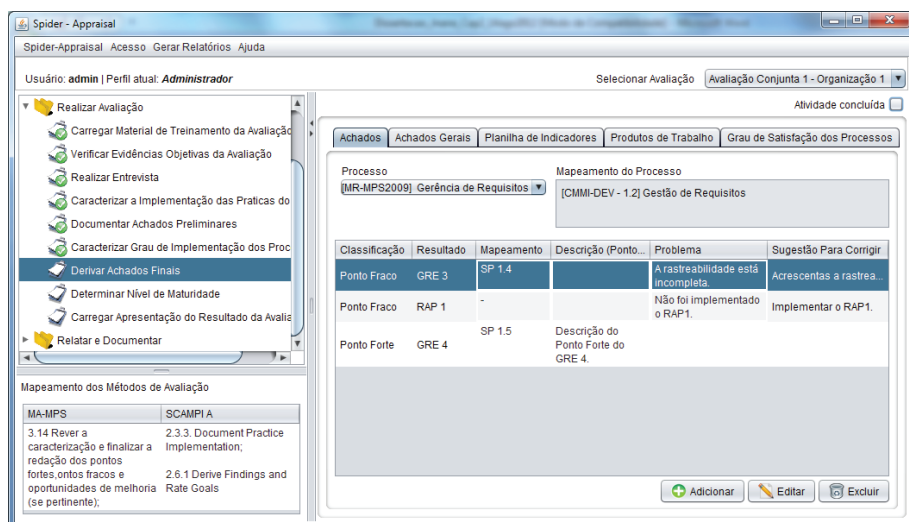 Spider - Appraisal
Spider-Appraisal Acesso Gerar Relatórios Ajuda
Usuário: admin | Perfil atual: Administrador
Selecionar Avaliação Avaliação Conjunta 1 - Organização 1
Atividade concluída
Realizar Avaliação
Carregar Material de Treinamento da Avaliação
Verificar Evidências Objetivas da Avaliação
Realizar Entrevista
Caracterizar a Implementação das Praticas do
Documentar Achados Preliminares
Caracterizar Grau de Implementação dos Proc
Derivar Achados Finais
Determinar Nível de Maturidade
Carregar Apresentação do Resultado da Avalia
Relatar e Documentar
Mapeamento dos Métodos de Avaliação
MA-MPS SCAMPI A
3.14 Rever a
caracterização e finalizar a
redação dos pontos
fortes,ontos fracos e
oportunidades de melhoria
(se pertinente);
2.3.3. Document Practice
Implementation;
2.6.1 Derive Findings and
Rate Goals
Achados Achados Gerais Planilha de Indicadores Produtos de Trabalho Grau de Satisfação dos Processos
Processo
[MR-MPS2009] Gerência de Requisitos
Mapeamento do Processo
[CMMI-DEV - 1.2] Gestão de Requisitos
Classificação Resultado Mapeamento Descrição (Ponto... Problema Sugestão Para Corrigir
Ponto Fraco GRE 3 SP 1.4 A rastreabilidade está
incompleta. Acrescentas a rastrea...
Ponto Fraco RAP 1 - Não foi implementado
o RAP1. Implementar o RAP1.
Ponto Forte GRE 4 SP 1.5 Descrição do
Ponto Forte do
GRE 4.
Adicionar Editar Excluir